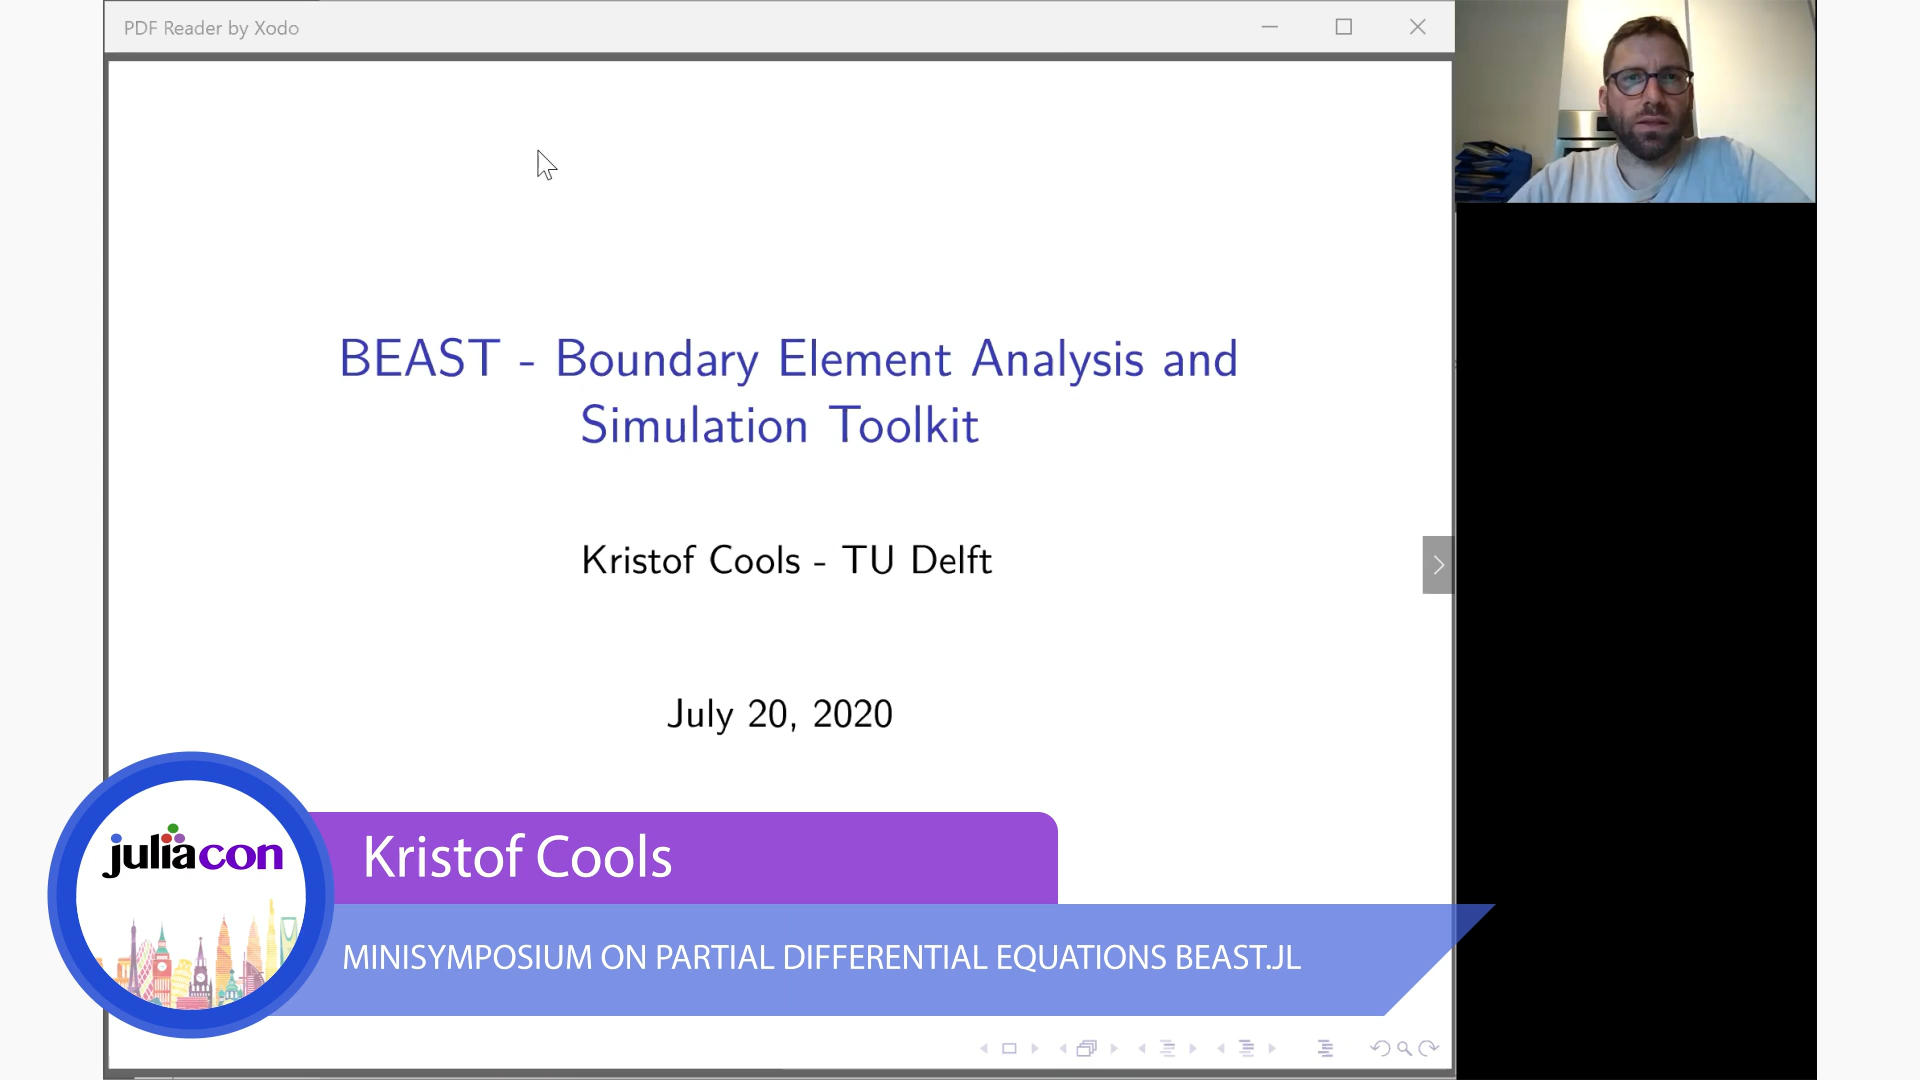 PDF Reader by Xodo
BEAST - Boundary Element Analysis and
Simulation Toolkit
Kristof Cools - TU Delft
July 20, 2020
juliacon
Kristof Cools
MINISYMPOSIUM ON PARTIAL DIFFERENTIAL EQUATIONS BEAST.JL